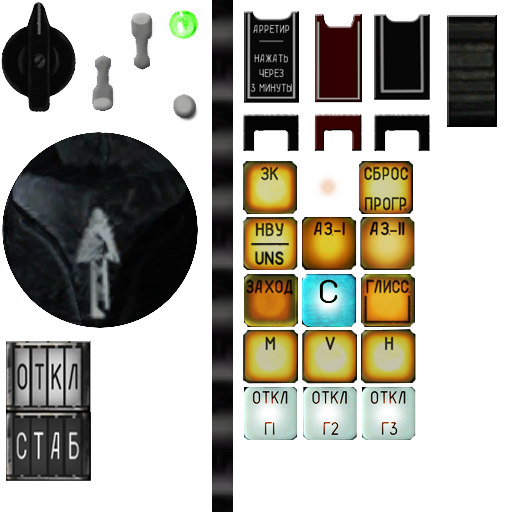 АРРЕТИР
НАЖАТЬ
ЧЕРЕЗ
3 МИНУТЫ
ЗК
СБРОС
ПРОГР.
НВУ
UNS
АЗ-I
АЗ-II
ЗАХОД
С
ГЛИСС
М
V
Н
ОТКЛ
Г1
ОТКЛ
Г2
ОТКЛ
Г3
ОТКЛ
СТАБ